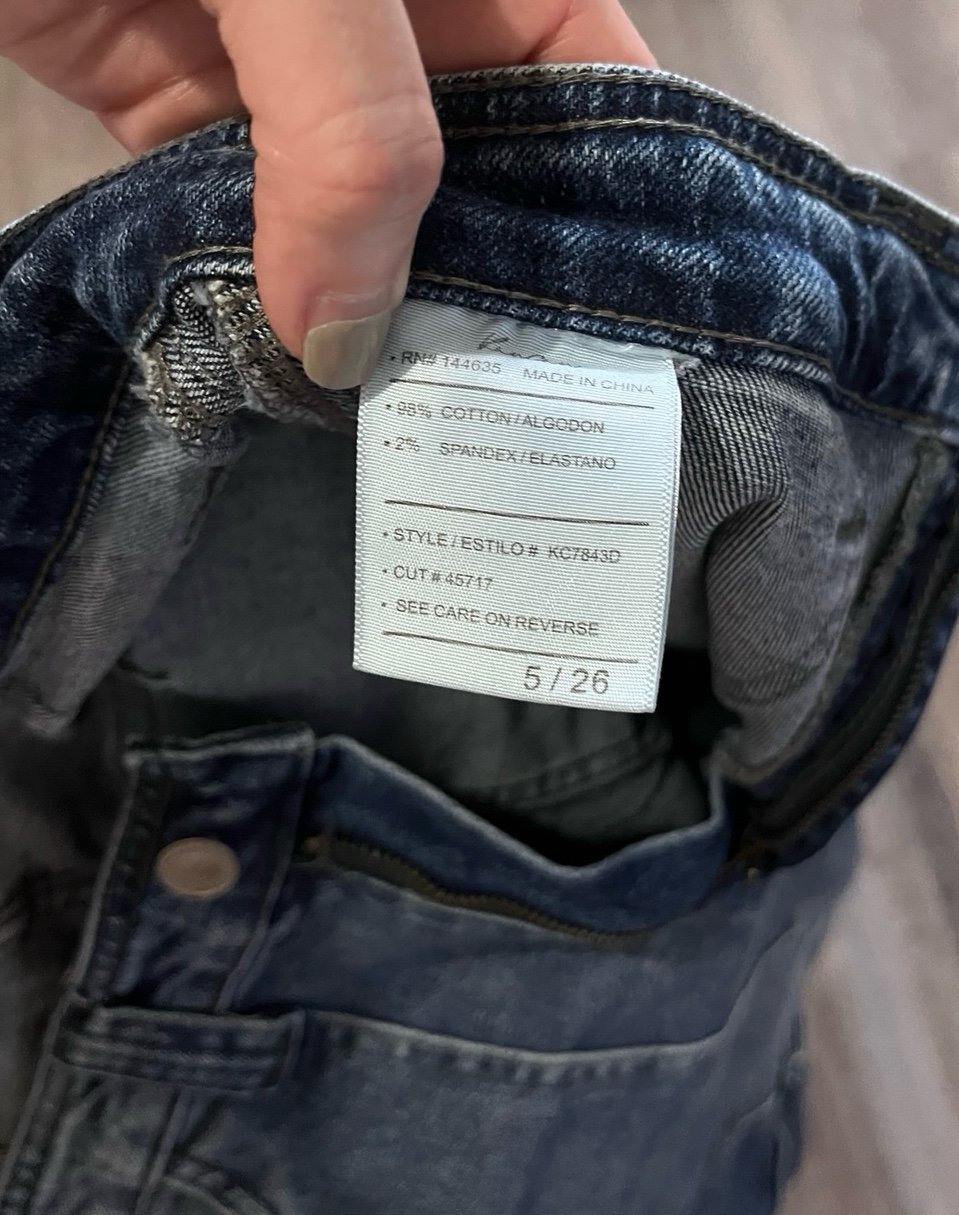 • RN# 144635 MADE IN CHINA
• 98% COTTON / ALGODON
• 2% SPANDEX / ELASTANO
• STYLE / ESTILO # KC7843D
• CUT # 45717
• SEE CARE ON REVERSE
5 / 26